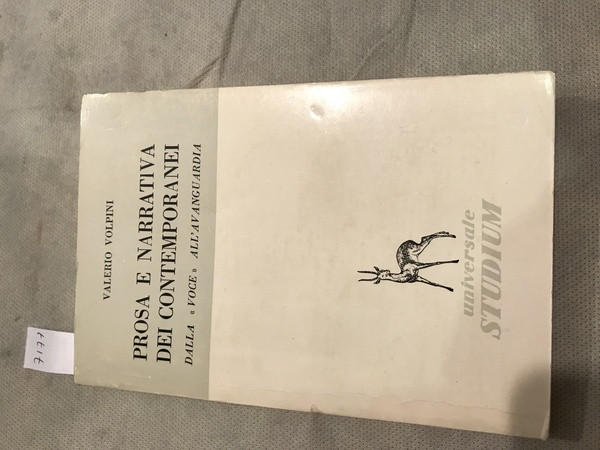 VALERIO VOLPINI
PROSA E NARRATIVA
DEI CONTEMPORANEI
DALLA « VOCE » ALL'AVANGUARDIA
universale
STUDIUM
7177